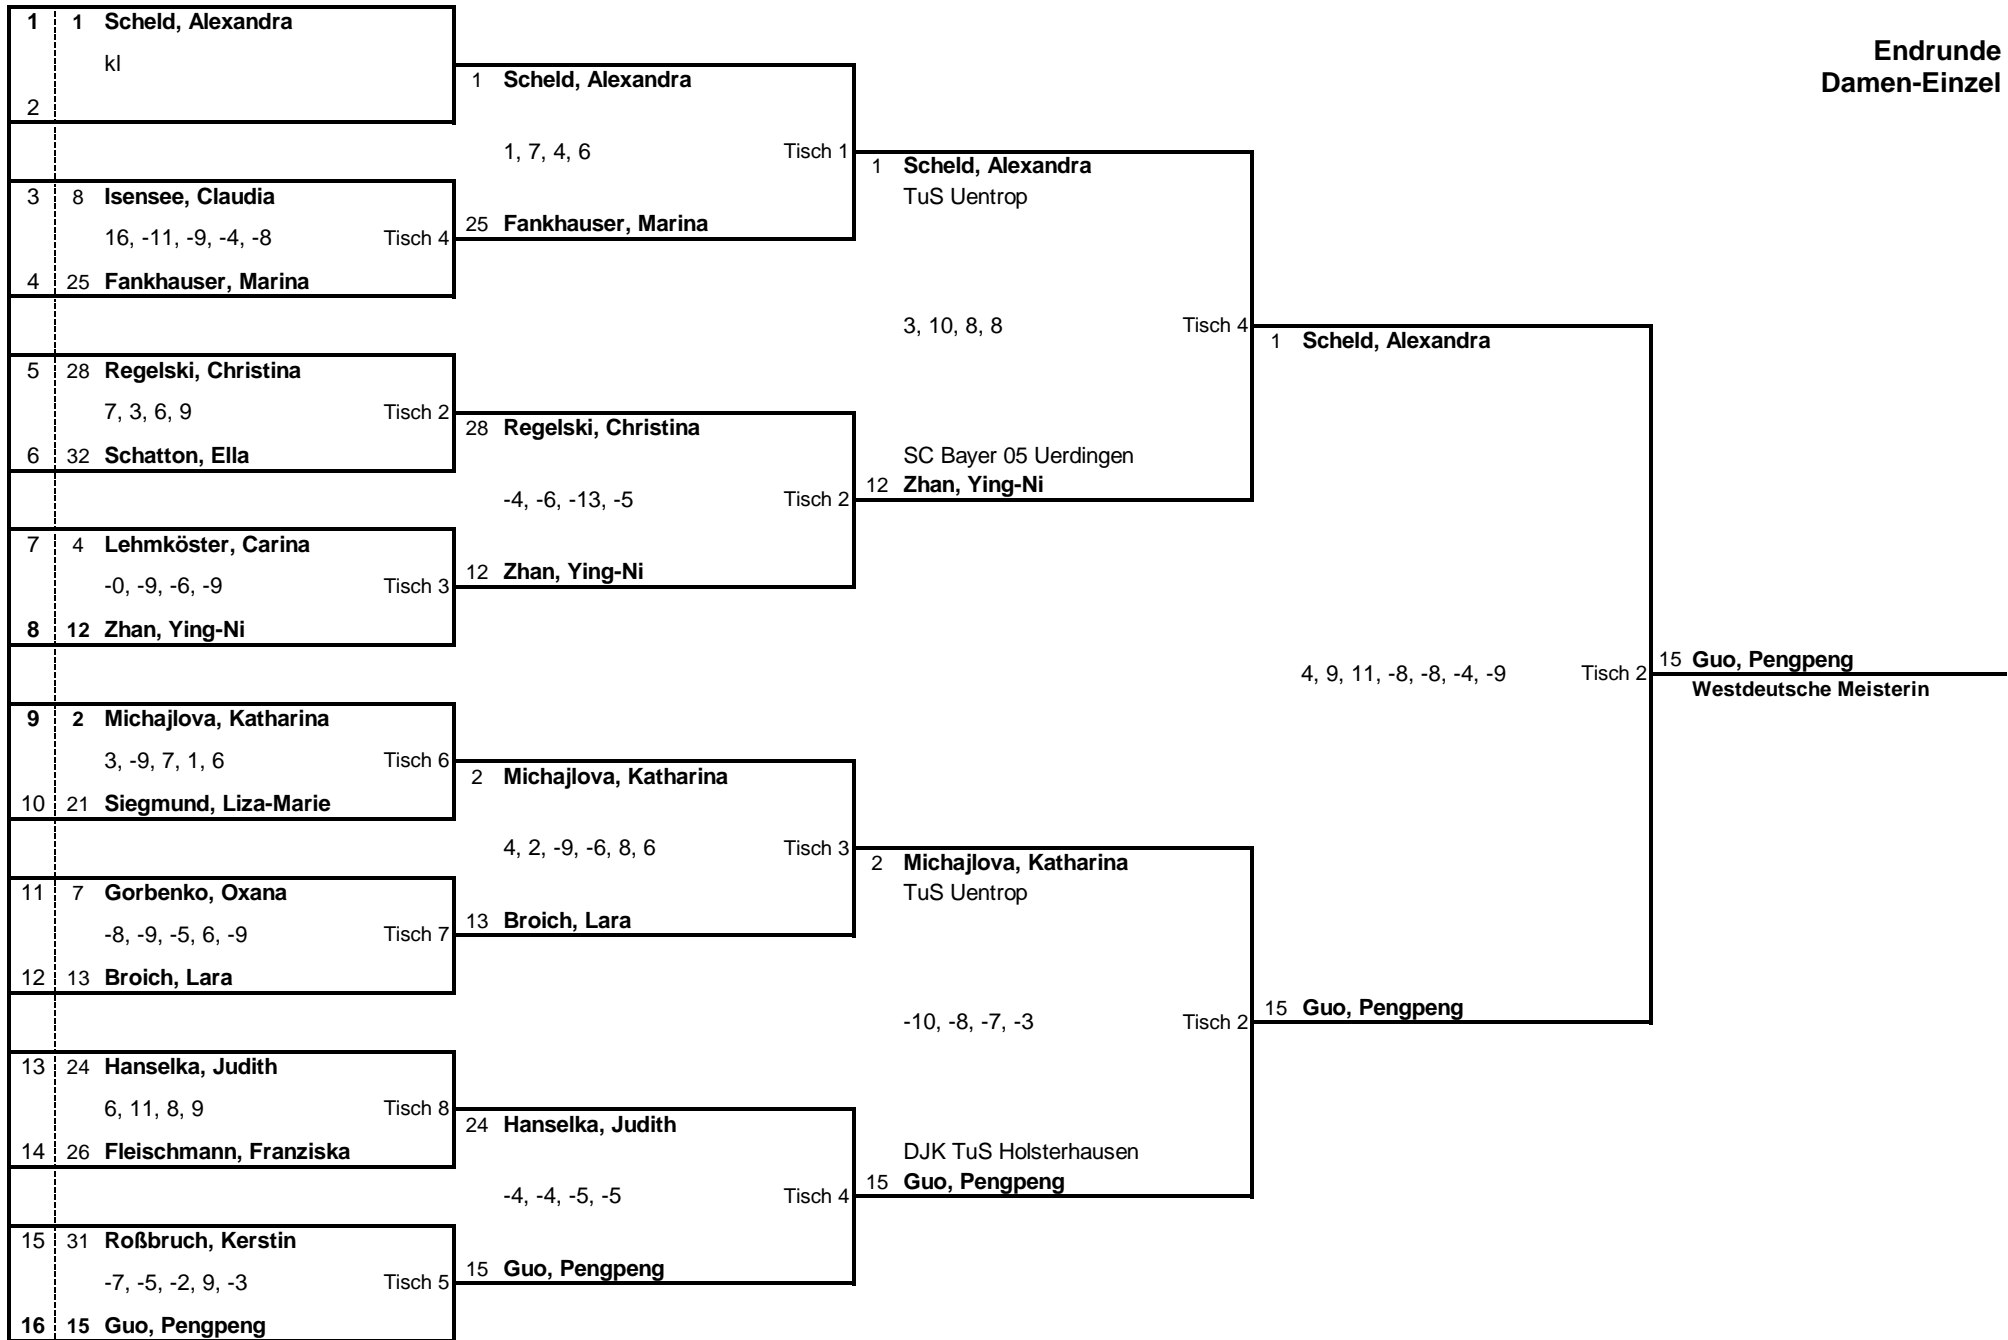 Endrunde
Damen-Einzel
1 1 Scheld, Alexandra
kl
2
3 8 Isensee, Claudia
16, -11, -9, -4, -8 Tisch 4
4 25 Fankhauser, Marina
5 28 Regelski, Christina
7, 3, 6, 9 Tisch 2
6 32 Schatton, Ella
7 4 Lehmköster, Carina
-0, -9, -6, -9 Tisch 3
8 12 Zhan, Ying-Ni
9 2 Michajlova, Katharina
3, -9, 7, 1, 6 Tisch 6
10 21 Siegmund, Liza-Marie
11 7 Gorbenko, Oxana
-8, -9, -5, 6, -9 Tisch 7
12 13 Broich, Lara
13 24 Hanselka, Judith
6, 11, 8, 9 Tisch 8
14 26 Fleischmann, Franziska
15 31 Roßbruch, Kerstin
-7, -5, -2, 9, -3 Tisch 5
16 15 Guo, Pengpeng
1 Scheld, Alexandra
1, 7, 4, 6 Tisch 1
25 Fankhauser, Marina
28 Regelski, Christina
-4, -6, -13, -5 Tisch 2
12 Zhan, Ying-Ni
2 Michajlova, Katharina
4, 2, -9, -6, 8, 6 Tisch 3
13 Broich, Lara
24 Hanselka, Judith
-4, -4, -5, -5 Tisch 4
15 Guo, Pengpeng
1 Scheld, Alexandra
TuS Uentrop
3, 10, 8, 8 Tisch 4
SC Bayer 05 Uerdingen
12 Zhan, Ying-Ni
2 Michajlova, Katharina
TuS Uentrop
-10, -8, -7, -3 Tisch 2
DJK TuS Holsterhausen
15 Guo, Pengpeng
1 Scheld, Alexandra
4, 9, 11, -8, -8, -4, -9 Tisch 2
15 Guo, Pengpeng
15 Guo, Pengpeng
Westdeutsche Meisterin